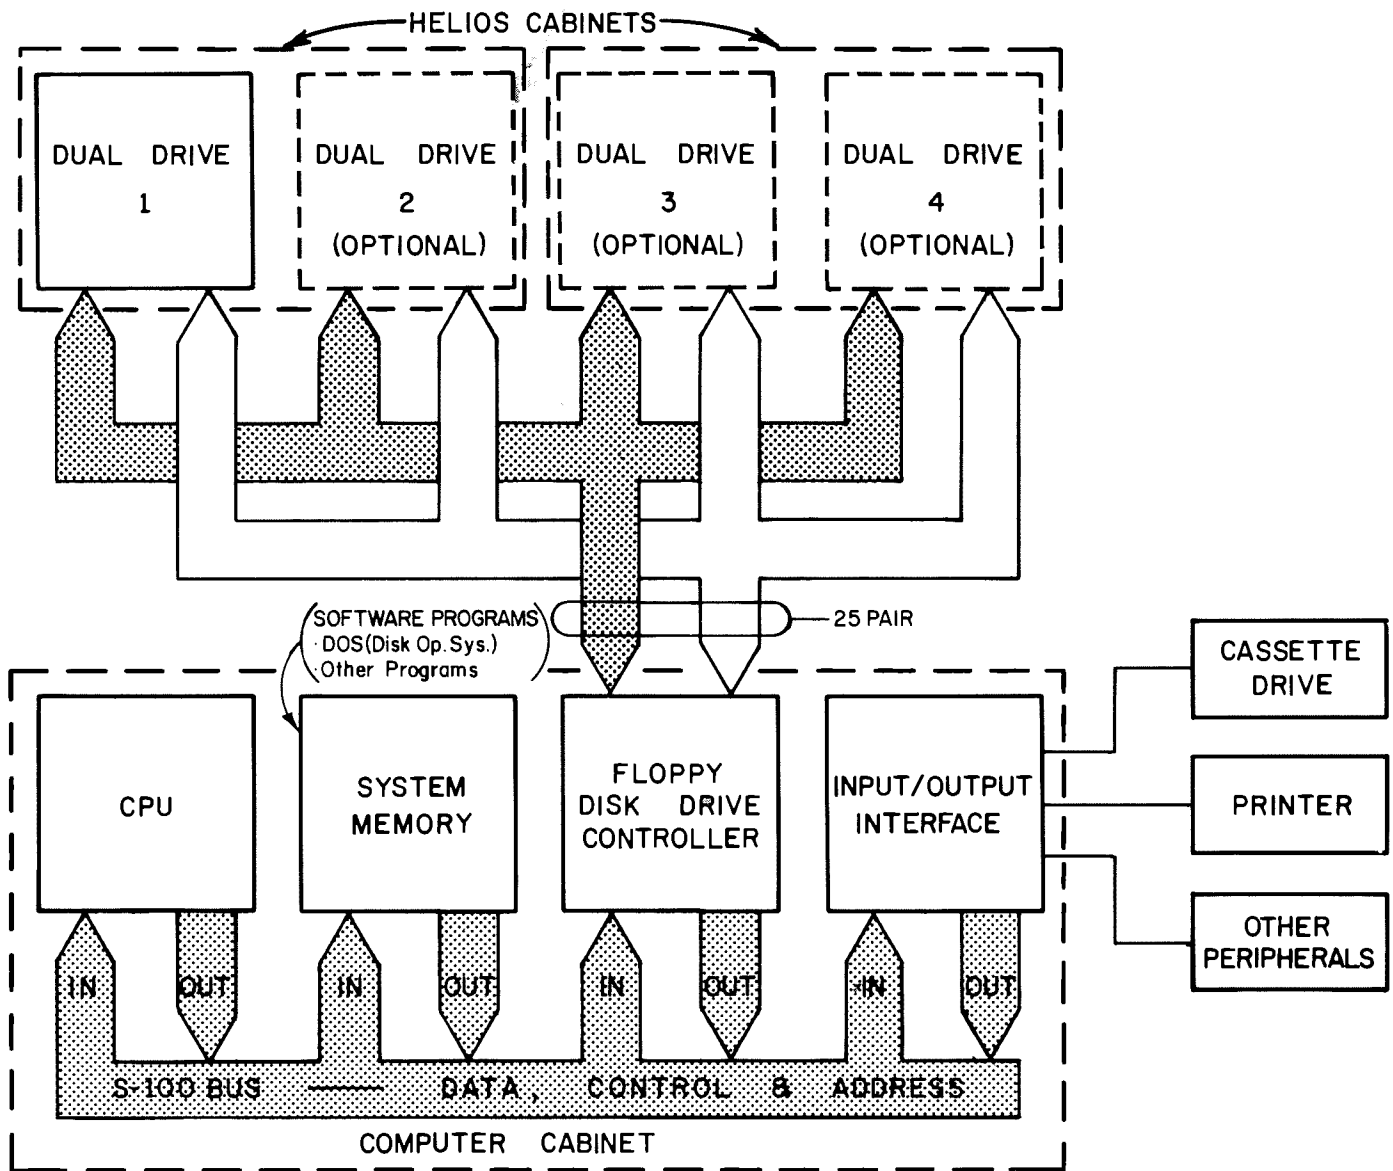 HELIOS CABINETS
DUAL DRIVE
1
DUAL DRIVE
2
(OPTIONAL)
DUAL DRIVE
3
(OPTIONAL)
DUAL DRIVE
4
(OPTIONAL)
(SOFTWARE PROGRAMS)
· DOS (Disk Op. Sys.)
· Other Programs
25 PAIR
CPU
SYSTEM
MEMORY
FLOPPY
DISK DRIVE
CONTROLLER
INPUT/OUTPUT
INTERFACE
CASSETTE
DRIVE
PRINTER
OTHER
PERIPHERALS
IN
OUT
IN
OUT
IN
OUT
IN
OUT
S-100 BUS — DATA, CONTROL & ADDRESS
COMPUTER CABINET